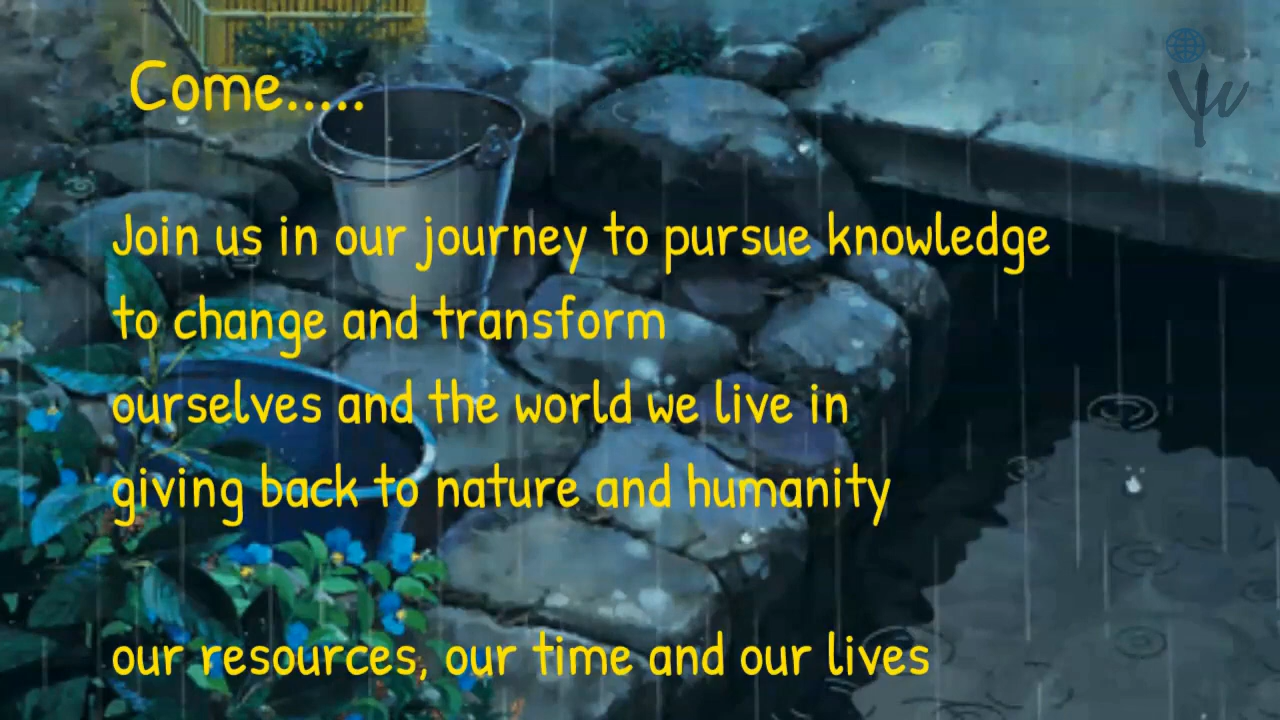 Come.....
Join us in our journey to pursue knowledge
to change and transform
ourselves and the world we live in
giving back to nature and humanity
our resources, our time and our lives